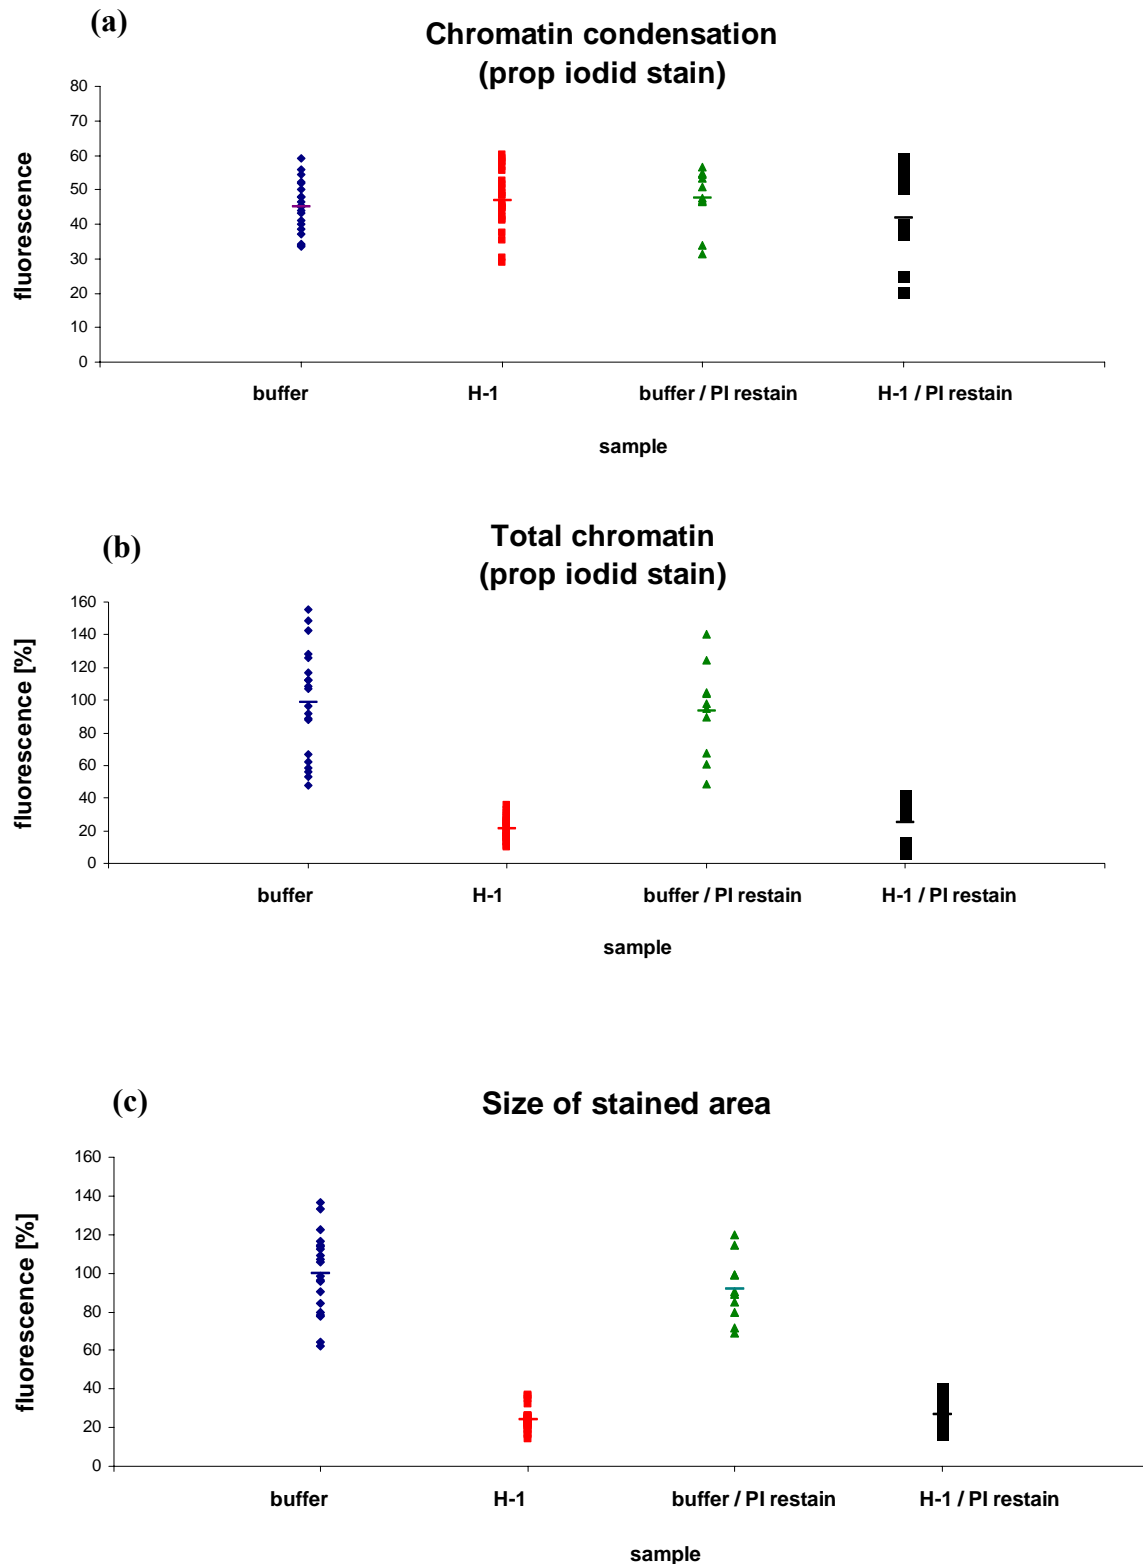 (a)
Chromatin condensation
(prop iodid stain)
fluorescence
80
70
60
50
40
30
20
10
0
buffer H-1 buffer / PI restain H-1 / PI restain
sample
(b)
Total chromatin
(prop iodid stain)
fluorescence [%]
160
140
120
100
80
60
40
20
0
buffer H-1 buffer / PI restain H-1 / PI restain
sample
(c)
Size of stained area
fluorescence [%]
160
140
120
100
80
60
40
20
0
buffer H-1 buffer / PI restain H-1 / PI restain
sample